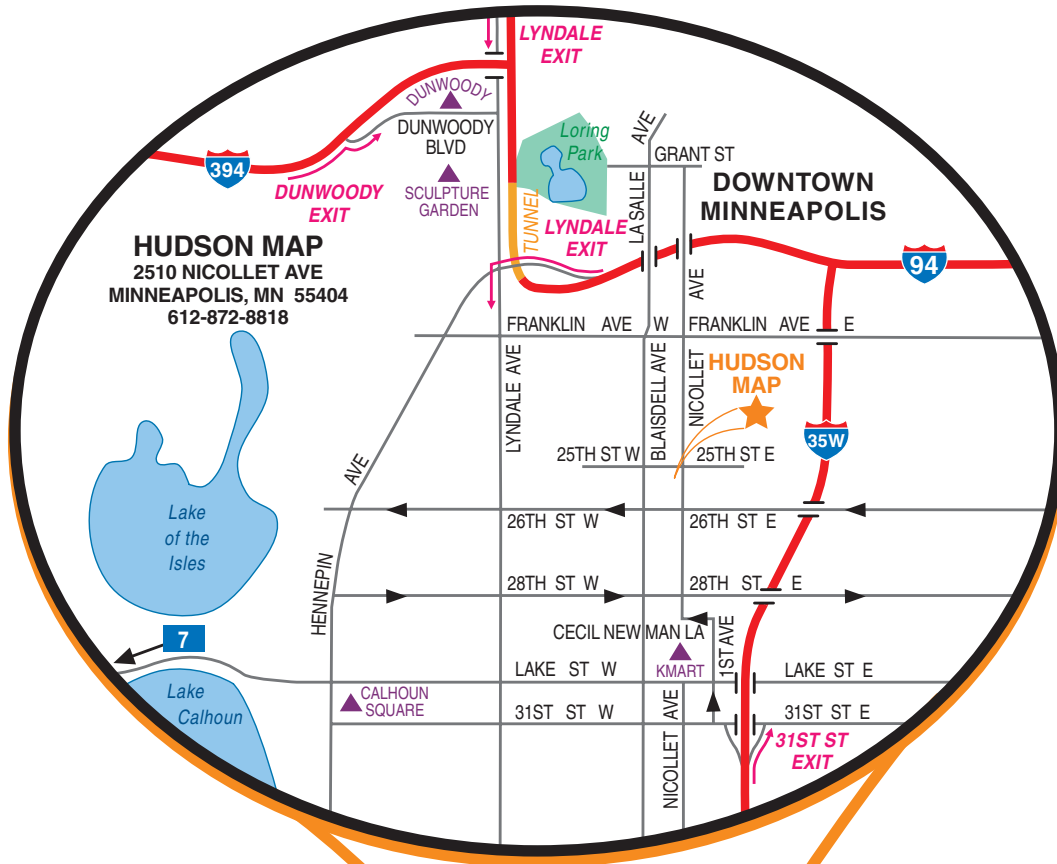 LYNDALE
EXIT
DUNWOODY
DUNWOODY
BLVD
394
DUNWOODY
EXIT
SCULPTURE
GARDEN
TUNNEL
Loring
Park
LYNDALE
EXIT
AVE
LA SALLE
GRANT ST
DOWNTOWN
MINNEAPOLIS
94
HUDSON MAP
2510 NICOLLET AVE
MINNEAPOLIS, MN 55404
612-872-8818
AVE
FRANKLIN AVE W
FRANKLIN AVE E
LYNDALE AVE
BLAISDELL AVE
NICOLLET
HUDSON
MAP
35W
25TH ST W
25TH ST E
AVE
HENNEPIN
26TH ST W
26TH ST E
Lake
of the
Isles
28TH ST W
28TH ST E
CECIL NEWMAN LA
1ST AVE
KMART
7
LAKE ST W
LAKE ST E
Lake
Calhoun
CALHOUN
SQUARE
31ST ST W
31ST ST E
NICOLLET AVE
31ST ST
EXIT